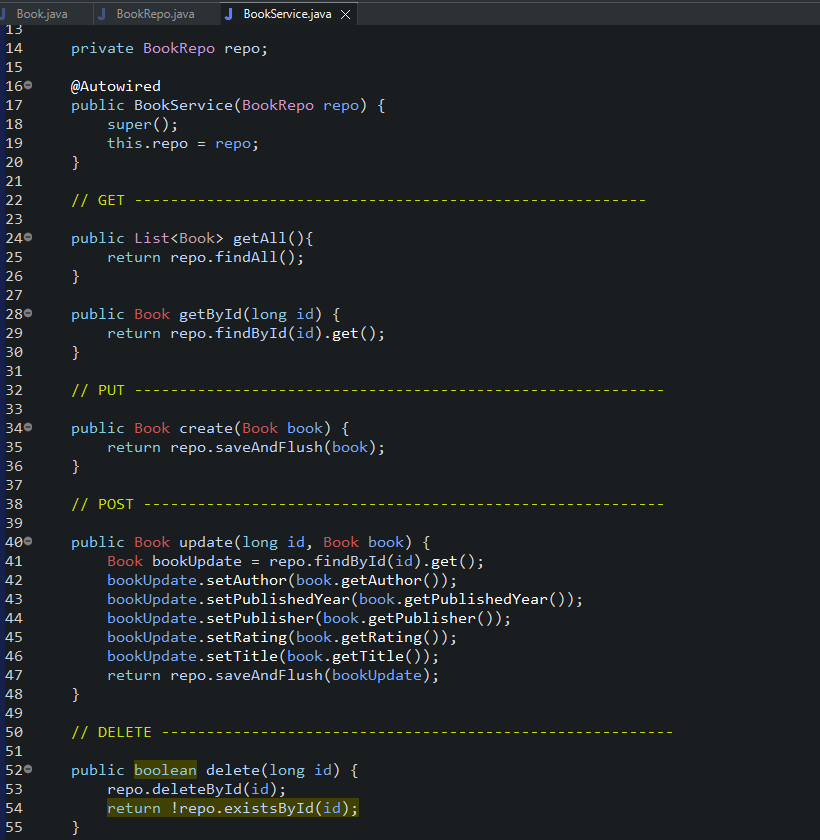 Book.java BookRepo.java BookService.java
13
14 private BookRepo repo;
15
16 @Autowired
17 public BookService(BookRepo repo) {
18 super();
19 this.repo = repo;
20 }
21
22 // GET ---------------------------------------------------------
23
24 public List<Book> getAll(){
25 return repo.findAll();
26 }
27
28 public Book getById(long id) {
29 return repo.findById(id).get();
30 }
31
32 // PUT -----------------------------------------------------------
33
34 public Book create(Book book) {
35 return repo.saveAndFlush(book);
36 }
37
38 // POST ----------------------------------------------------------
39
40 public Book update(long id, Book book) {
41 Book bookUpdate = repo.findById(id).get();
42 bookUpdate.setAuthor(book.getAuthor());
43 bookUpdate.setPublishedYear(book.getPublishedYear());
44 bookUpdate.setPublisher(book.getPublisher());
45 bookUpdate.setRating(book.getRating());
46 bookUpdate.setTitle(book.getTitle());
47 return repo.saveAndFlush(bookUpdate);
48 }
49
50 // DELETE ---------------------------------------------------------
51
52 public boolean delete(long id) {
53 repo.deleteById(id);
54 return !repo.existsById(id);
55 }